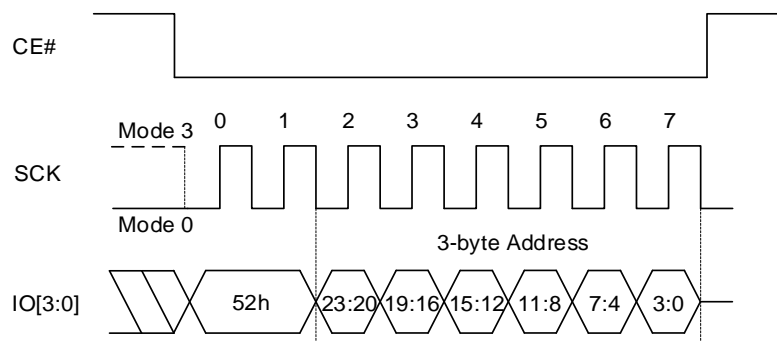 CE#
0 1 2 3 4 5 6 7
Mode 3
SCK
Mode 0
3-byte Address
IO[3:0] 52h 23:20 19:16 15:12 11:8 7:4 3:0